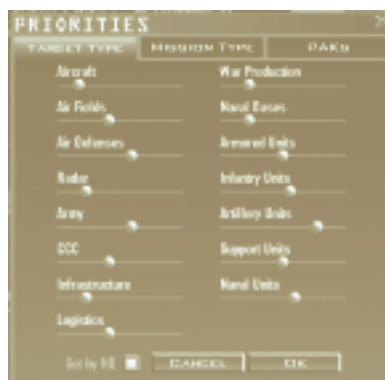 PRIORITIES
TARGET TYPE
MISSION TYPE
PAKS
Aircraft
War Production
Air Fields
Naval Bases
Air Defenses
Armored Units
Radar
Infantry Units
Army
Artillery Units
CCC
Support Units
Infrastructure
Naval Units
Logistics
Set by HQ
CANCEL
OK